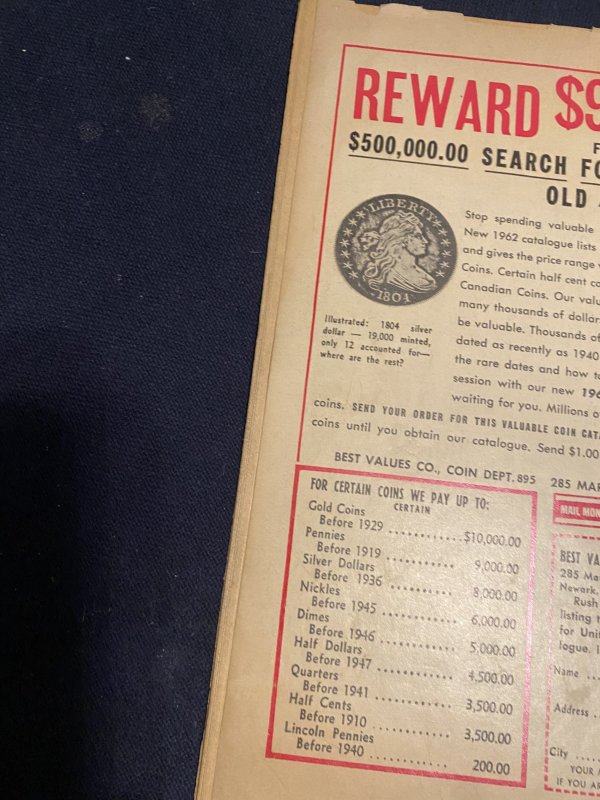 REWARD $9
F
$500,000.00 SEARCH FO
OLD
LIBERTY
1804
Stop spending valuable
New 1962 catalogue lists
and gives the price range
Coins. Certain half cent co
Canadian Coins. Our valu
many thousands of dollar
be valuable. Thousands of
dated as recently as 1940
the rare dates and how to
session with our new 196
waiting for you. Millions o
Illustrated: 1804 silver
dollar — 19,000 minted,
only 12 accounted for—
where are the rest?
coins. SEND YOUR ORDER FOR THIS VALUABLE COIN CAT
coins until you obtain our catalogue. Send $1.00
BEST VALUES CO., COIN DEPT. 895 285 MAR
FOR CERTAIN COINS WE PAY UP TO:
CERTAIN
Gold Coins
Before 1929 ............. $10,000.00
Pennies
Before 1919 ............ 9,000.00
Silver Dollars
Before 1936 ........... 8,000.00
Nickles
Before 1945 ........... 6,000.00
Dimes
Before 1946 ........... 5,000.00
Half Dollars
Before 1947 ............ 4,500.00
Quarters
Before 1941 ............ 3,500.00
Half Cents
Before 1910 ............ 3,500.00
Lincoln Pennies
Before 1940 ............ 200.00
MAIL MON
BEST VA
285 Ma
Newark,
Rush
listing
for Uni
logue. I
Name ...
Address .
City ....
YOUR
IF YOU A